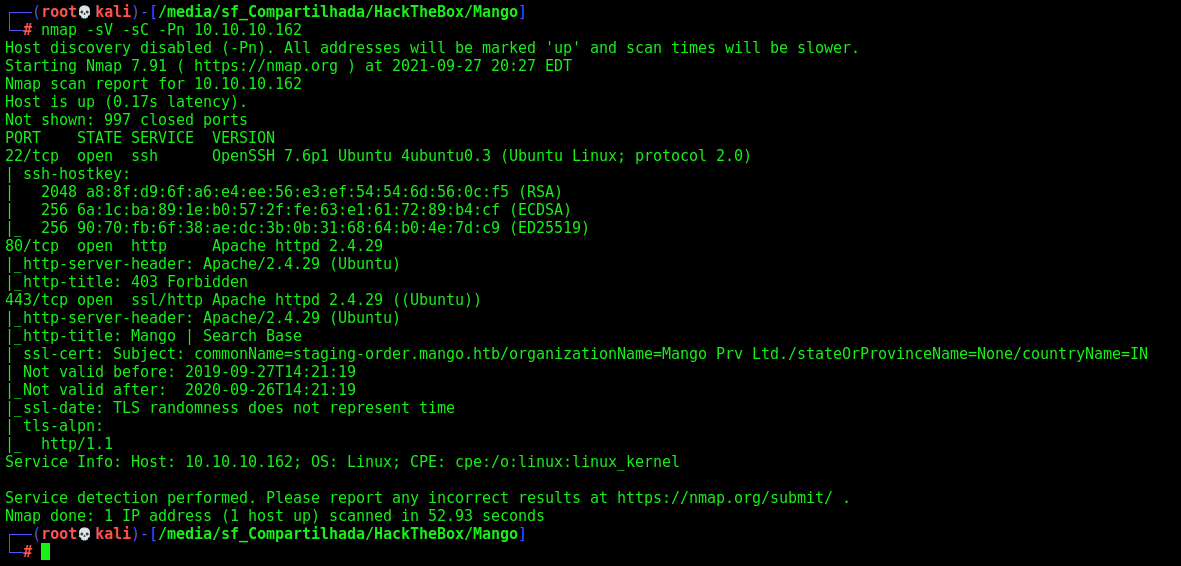 ┌──(root💀kali)-[/media/sf_Compartilhada/HackTheBox/Mango]
└─# nmap -sV -sC -Pn 10.10.10.162
Host discovery disabled (-Pn). All addresses will be marked 'up' and scan times will be slower.
Starting Nmap 7.91 ( https://nmap.org ) at 2021-09-27 20:27 EDT
Nmap scan report for 10.10.10.162
Host is up (0.17s latency).
Not shown: 997 closed ports
PORT    STATE SERVICE  VERSION
22/tcp  open  ssh      OpenSSH 7.6p1 Ubuntu 4ubuntu0.3 (Ubuntu Linux; protocol 2.0)
| ssh-hostkey:
|   2048 a8:8f:d9:6f:a6:e4:ee:56:e3:ef:54:54:6d:56:0c:f5 (RSA)
|   256 6a:1c:ba:89:1e:b0:57:2f:fe:63:e1:61:72:89:b4:cf (ECDSA)
|_  256 90:70:fb:6f:38:ae:dc:3b:0b:31:68:64:b0:4e:7d:c9 (ED25519)
80/tcp  open  http     Apache httpd 2.4.29
|_http-server-header: Apache/2.4.29 (Ubuntu)
|_http-title: 403 Forbidden
443/tcp open  ssl/http Apache httpd 2.4.29 ((Ubuntu))
|_http-server-header: Apache/2.4.29 (Ubuntu)
|_http-title: Mango | Search Base
| ssl-cert: Subject: commonName=staging-order.mango.htb/organizationName=Mango Prv Ltd./stateOrProvinceName=None/countryName=IN
| Not valid before: 2019-09-27T14:21:19
|_Not valid after:  2020-09-26T14:21:19
|_ssl-date: TLS randomness does not represent time
| tls-alpn:
|_  http/1.1
Service Info: Host: 10.10.10.162; OS: Linux; CPE: cpe:/o:linux:linux_kernel

Service detection performed. Please report any incorrect results at https://nmap.org/submit/ .
Nmap done: 1 IP address (1 host up) scanned in 52.93 seconds
┌──(root💀kali)-[/media/sf_Compartilhada/HackTheBox/Mango]
└─#